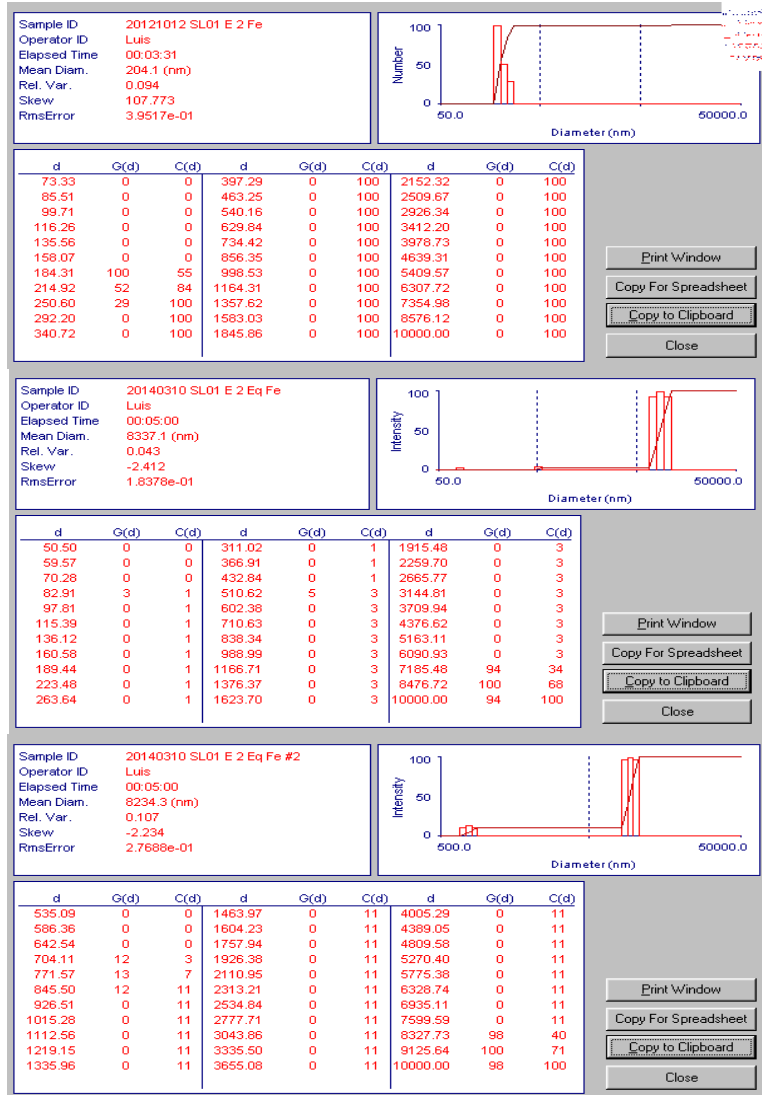 Sample ID 20121012 SL01 E 2 Fe
Operator ID Luis
Elapsed Time 00:03:31
Mean Diam. 204.1 (nm)
Rel. Var. 0.094
Skew 107.773
RmsError 3.9517e-01
100
50
0
Number
50.0 50000.0
Diameter (nm)
d G(d) C(d) d G(d) C(d) d G(d) C(d)
73.33 0 0 397.29 0 100 2152.32 0 100
85.51 0 0 463.25 0 100 2509.67 0 100
99.71 0 0 540.16 0 100 2926.34 0 100
116.26 0 0 629.84 0 100 3412.20 0 100
135.56 0 0 734.42 0 100 3978.73 0 100
158.07 0 0 856.35 0 100 4639.31 0 100
184.31 100 55 998.53 0 100 5409.57 0 100
214.92 52 84 1164.31 0 100 6307.72 0 100
250.60 29 100 1357.62 0 100 7354.98 0 100
292.20 0 100 1583.03 0 100 8576.12 0 100
340.72 0 100 1845.86 0 100 10000.00 0 100
Print Window
Copy For Spreadsheet
Copy to Clipboard
Close
Sample ID 20140310 SL01 E 2 Eq Fe
Operator ID Luis
Elapsed Time 00:05:00
Mean Diam. 8337.1 (nm)
Rel. Var. 0.043
Skew -2.412
RmsError 1.8378e-01
100
50
0
Intensity
50.0 50000.0
Diameter (nm)
d G(d) C(d) d G(d) C(d) d G(d) C(d)
50.50 0 0 311.02 0 1 1915.48 0 3
59.57 0 0 366.91 0 1 2259.70 0 3
70.28 0 0 432.84 0 1 2665.77 0 3
82.91 3 1 510.62 5 3 3144.81 0 3
97.81 0 1 602.38 0 3 3709.94 0 3
115.39 0 1 710.63 0 3 4376.62 0 3
136.12 0 1 838.34 0 3 5163.11 0 3
160.58 0 1 988.99 0 3 6090.93 0 3
189.44 0 1 1166.71 0 3 7185.48 94 34
223.48 0 1 1376.37 0 3 8476.72 100 68
263.64 0 1 1623.70 0 3 10000.00 94 100
Print Window
Copy For Spreadsheet
Copy to Clipboard
Close
Sample ID 20140310 SL01 E 2 Eq Fe #2
Operator ID Luis
Elapsed Time 00:05:00
Mean Diam. 8234.3 (nm)
Rel. Var. 0.107
Skew -2.234
RmsError 2.7688e-01
100
50
0
Intensity
500.0 50000.0
Diameter (nm)
d G(d) C(d) d G(d) C(d) d G(d) C(d)
535.09 0 0 1463.97 0 11 4005.29 0 11
586.36 0 0 1604.23 0 11 4389.05 0 11
642.54 0 0 1757.94 0 11 4809.58 0 11
704.11 12 3 1926.38 0 11 5270.40 0 11
771.57 13 7 2110.95 0 11 5775.38 0 11
845.50 12 11 2313.21 0 11 6328.74 0 11
926.51 0 11 2534.84 0 11 6935.11 0 11
1015.28 0 11 2777.71 0 11 7599.59 0 11
1112.56 0 11 3043.86 0 11 8327.73 98 40
1219.15 0 11 3335.50 0 11 9125.64 100 71
1335.96 0 11 3655.08 0 11 10000.00 98 100
Print Window
Copy For Spreadsheet
Copy to Clipboard
Close